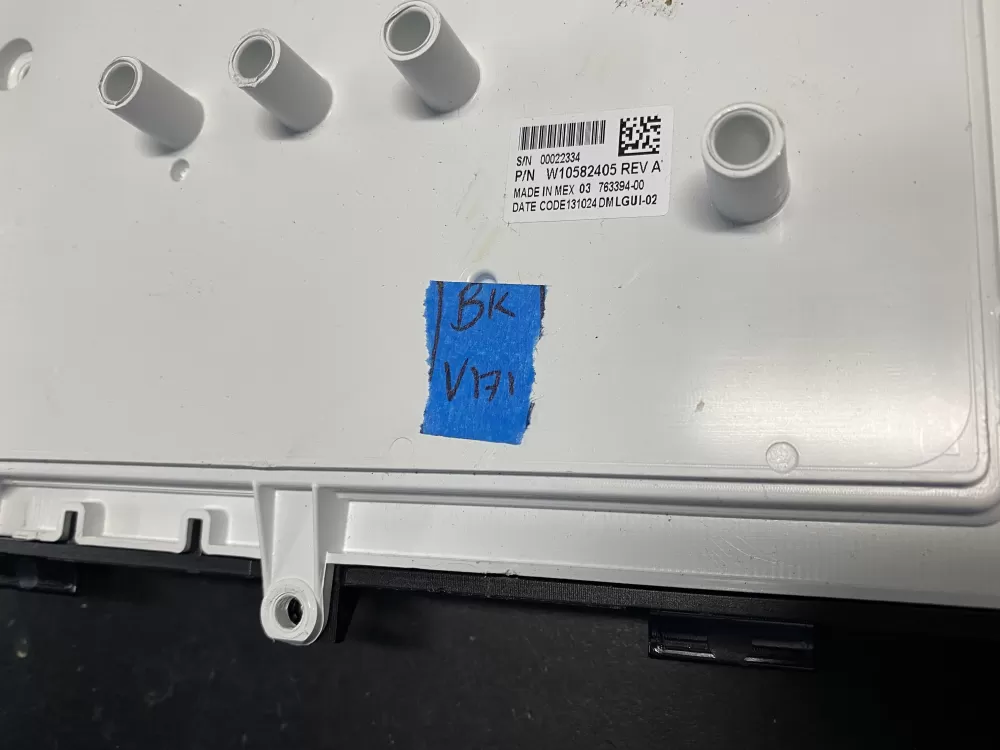 S/N 00022334
P/N W10582405 REV A
MADE IN MEX 03 763394-00
DATE CODE131024 DMLGUI-02
BK
V171